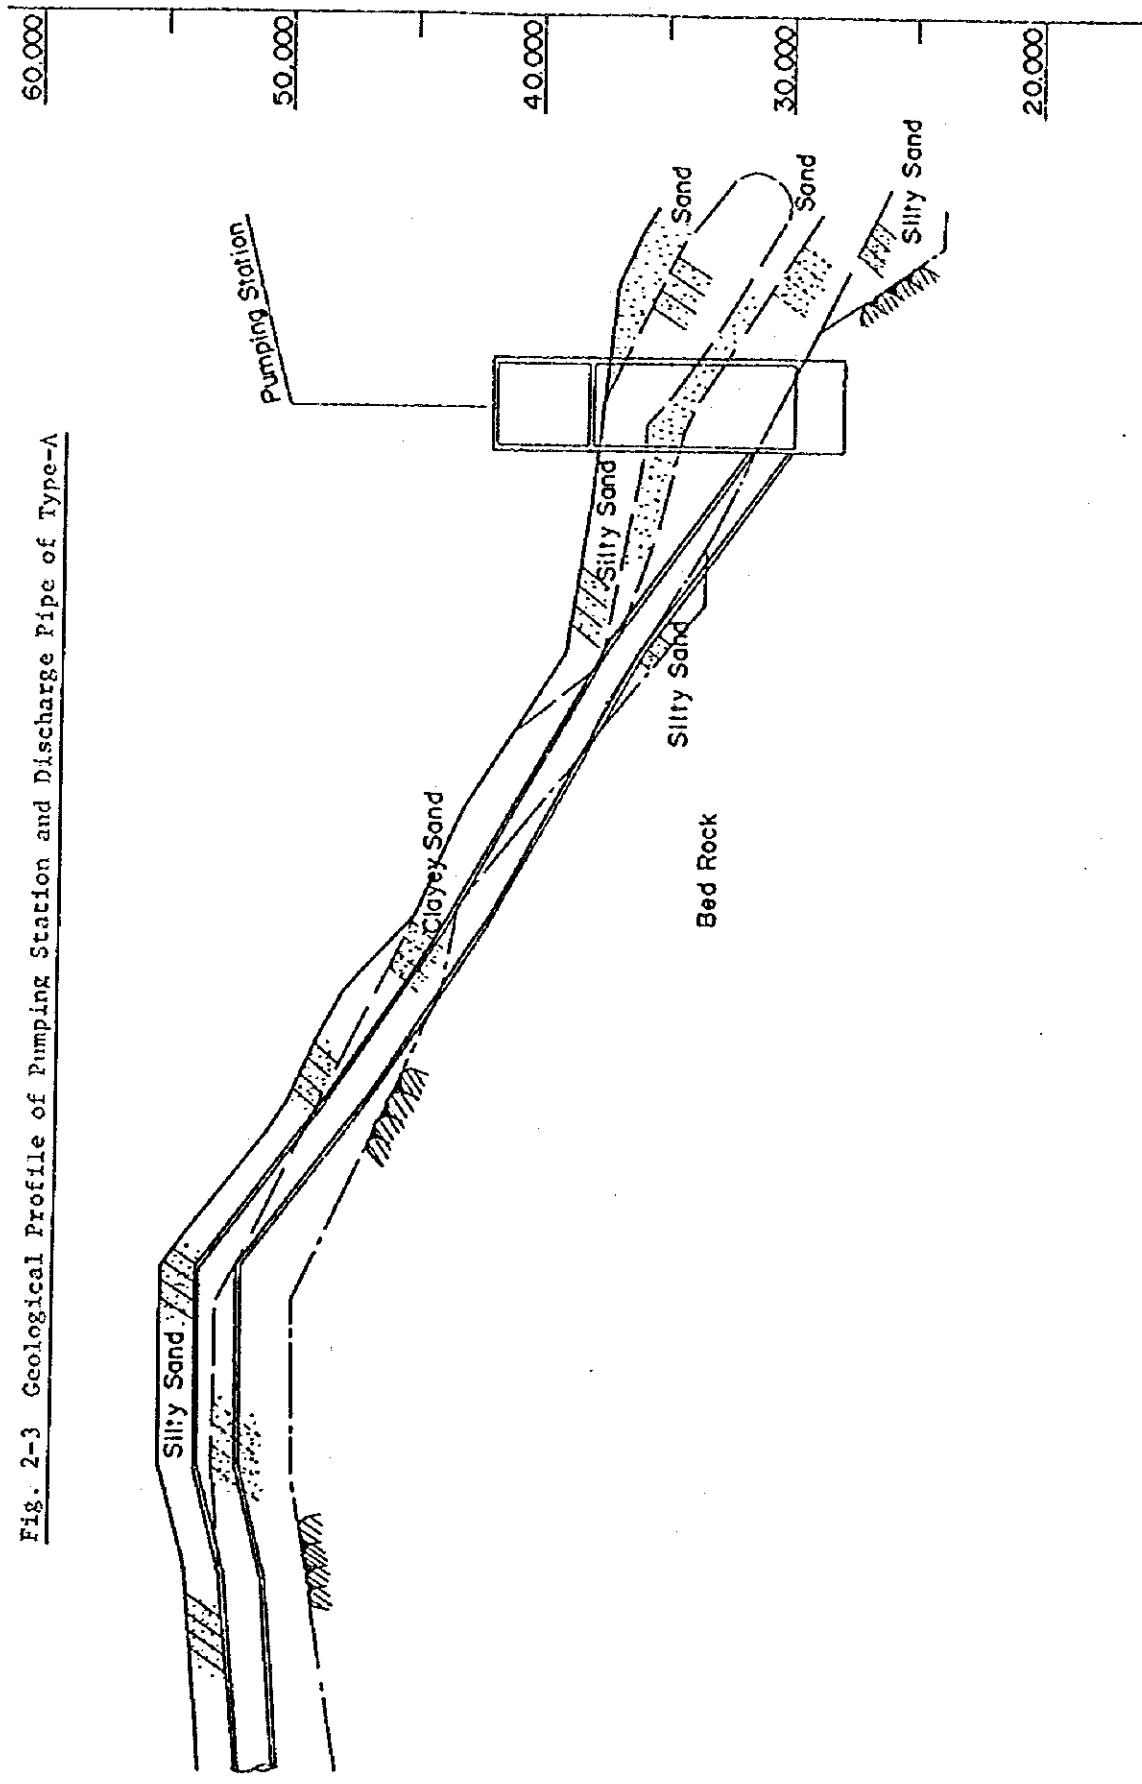 Fig. 2-3 Geological Profile of Pumping Station and Discharge Pipe of Type-A
60.000
50.000
40.000
30.000
20.000
Pumping Station
Sand
Sand
Silty Sand
Silty Sand
Silty Sand
Clayey Sand
Silty Sand
Bed Rock